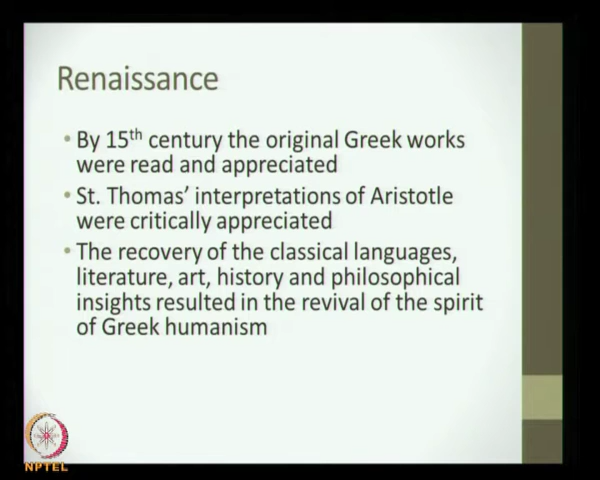 Renaissance
• By 15th century the original Greek works
were read and appreciated
• St. Thomas' interpretations of Aristotle
were critically appreciated
• The recovery of the classical languages,
literature, art, history and philosophical
insights resulted in the revival of the spirit
of Greek humanism
NPTEL